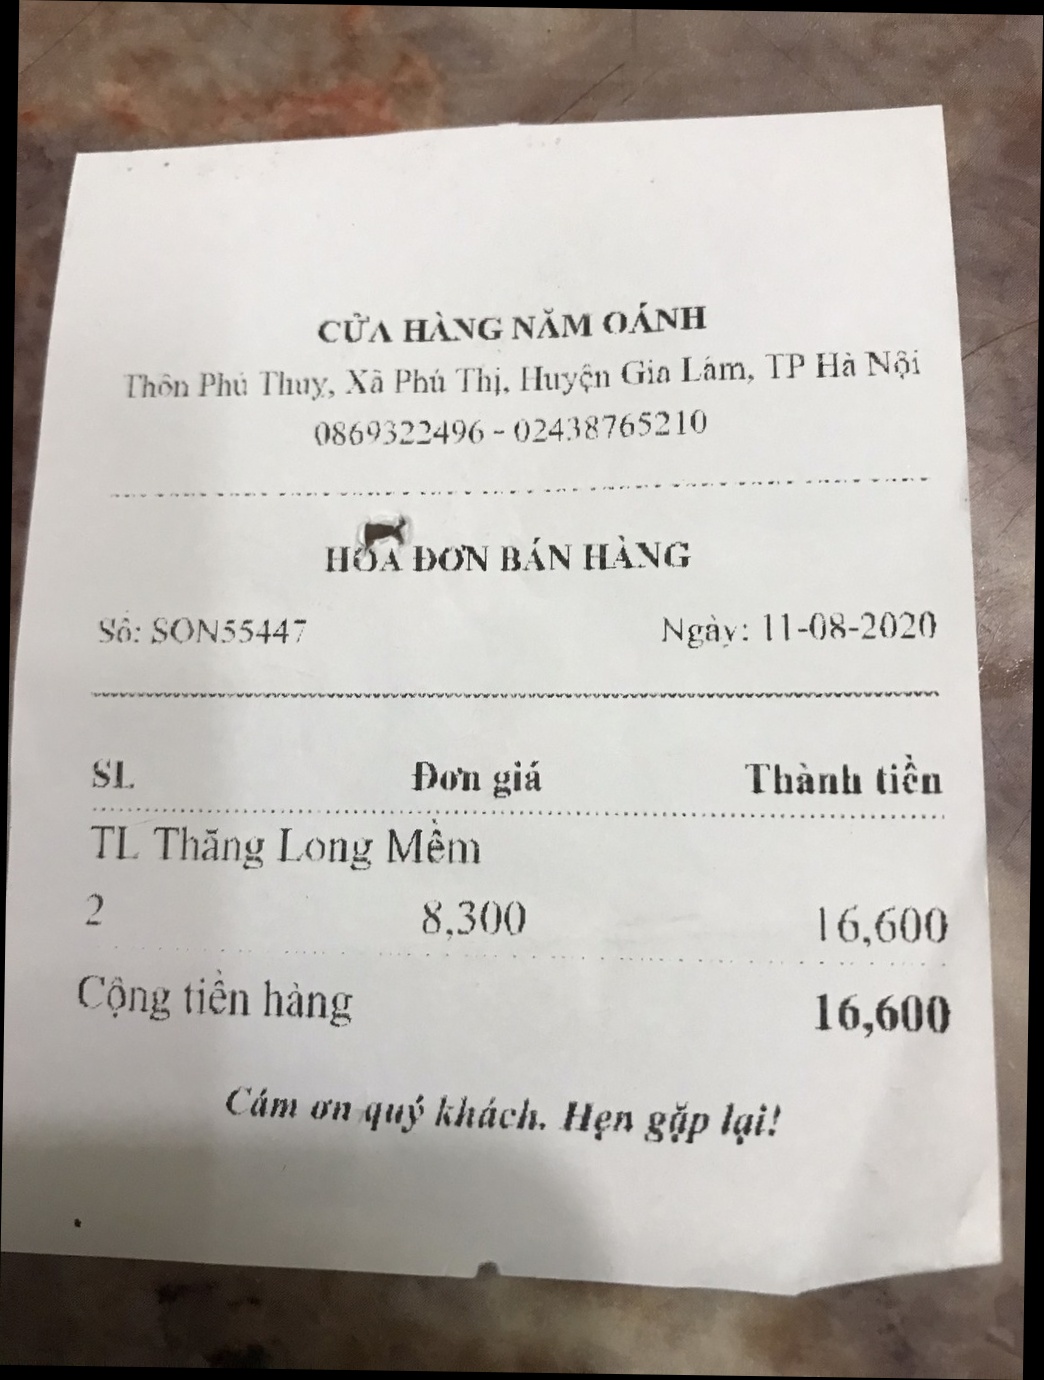 CỬA HÀNG NĂM OÁNH
Thôn Phú Thuy, Xã Phú Thị, Huyện Gia Lâm, TP Hà Nội
0869322496 - 02438765210
HÓA ĐƠN BÁN HÀNG
Số: SON55447 Ngày: 11-08-2020
SL Đơn giá Thành tiền
TL Thăng Long Mềm
2 8,300 16,600
Cộng tiền hàng 16,600
Cám ơn quý khách. Hẹn gặp lại!